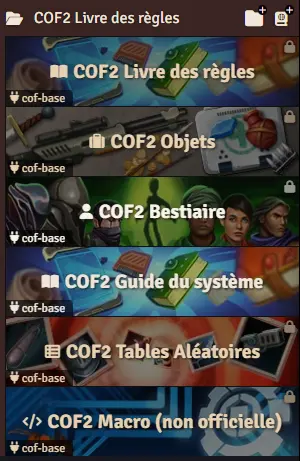 COF2 Livre des règles
COF2 Livre des règles
cof-base
COF2 Objets
cof-base
COF2 Bestiaire
cof-base
COF2 Guide du système
cof-base
COF2 Tables Aléatoires
cof-base
COF2 Macro (non officielle)
cof-base